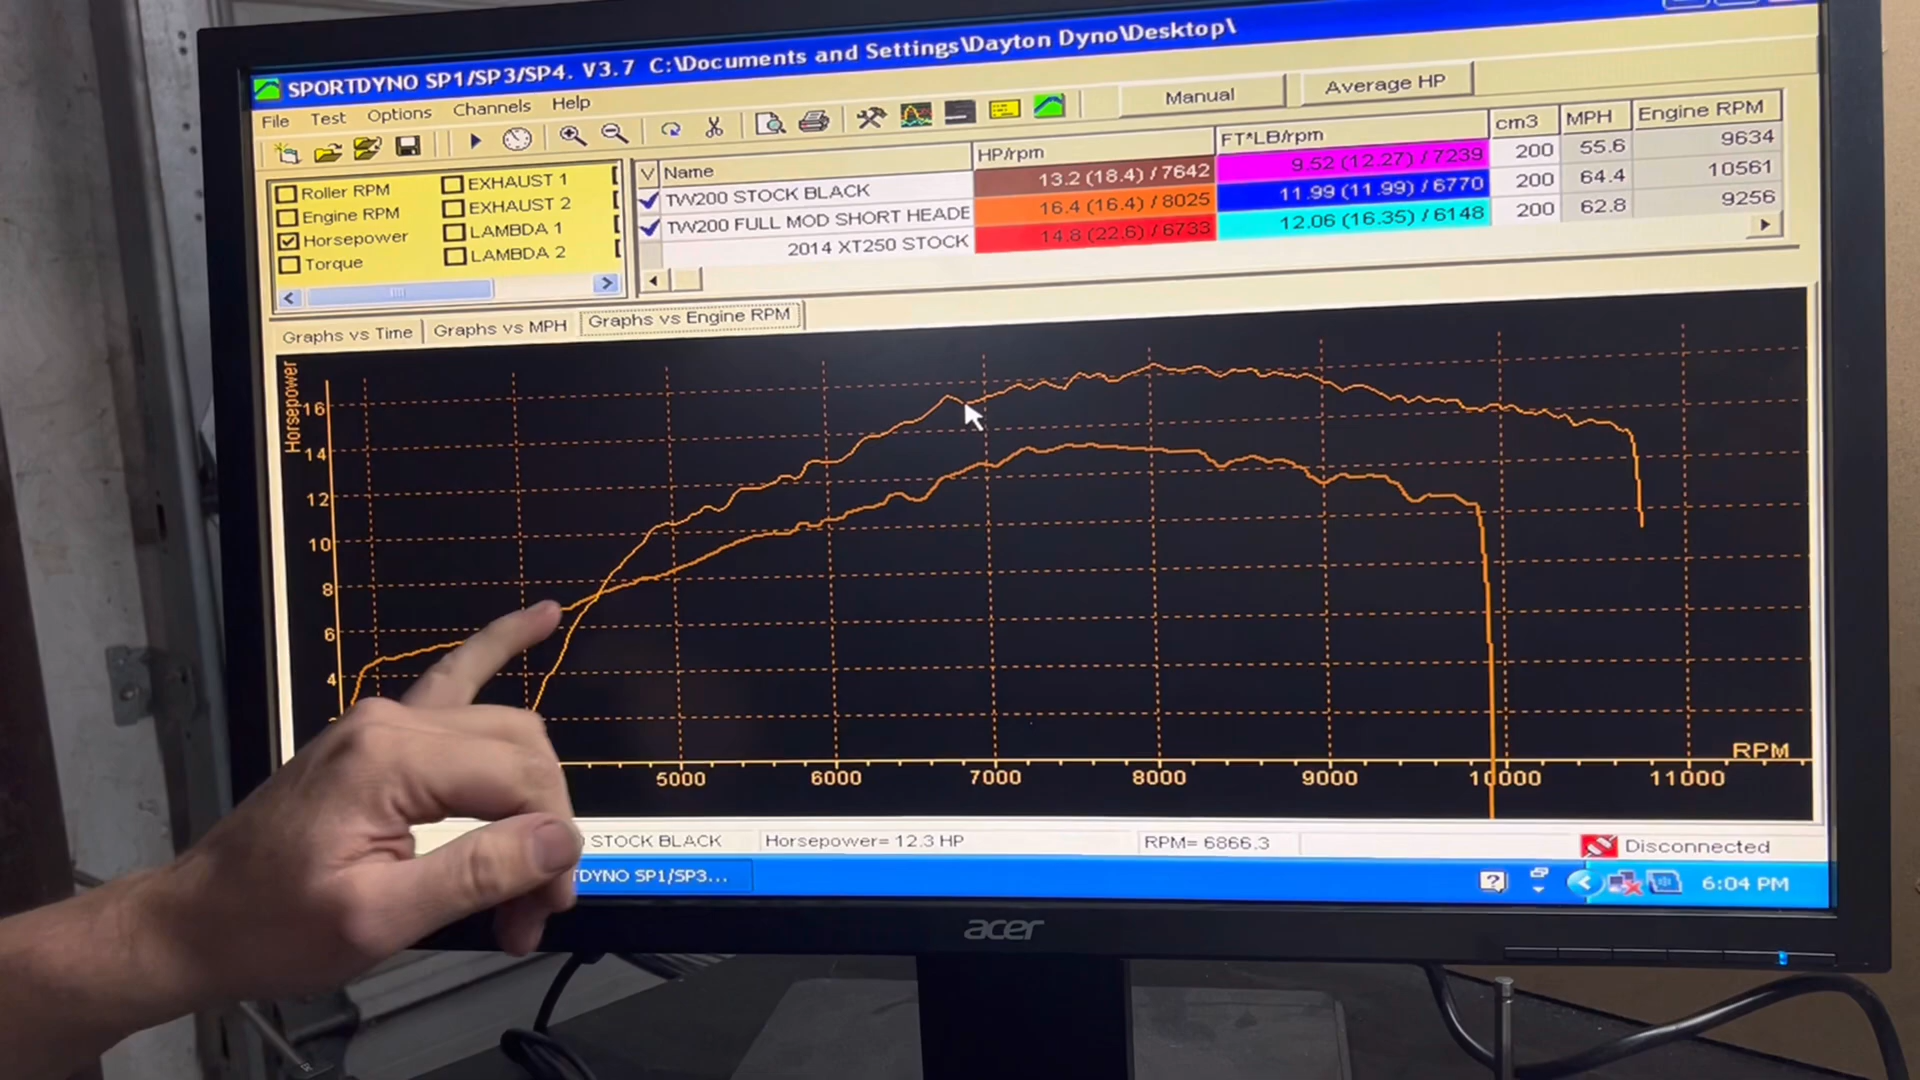 SPORTDYNO SP1/SP3/SP4. V3.7 C:\Documents and Settings\Dayton Dyno\Desktop\
File Test Options Channels Help
Manual
Average HP
Roller RPM
Engine RPM
Horsepower
Torque
EXHAUST 1
EXHAUST 2
LAMBDA 1
LAMBDA 2
V Name HP/rpm FT*LB/rpm cm3 MPH Engine RPM
TW200 STOCK BLACK 13.2 (18.4) / 7642 9.52 (12.27) / 7239 200 55.6 9634
TW200 FULL MOD SHORT HEADE 16.4 (16.4) / 8025 11.99 (11.99) / 6770 200 64.4 10561
2014 XT250 STOCK 14.8 (22.6) / 6733 12.06 (16.35) / 6148 200 62.8 9256
Graphs vs Time Graphs vs MPH Graphs vs Engine RPM
Horsepower
16
14
12
10
8
6
4
RPM
5000 6000 7000 8000 9000 10000 11000
STOCK BLACK Horsepower= 12.3 HP RPM= 6866.3 Disconnected
TDYNO SP1/SP3... 6:04 PM
acer